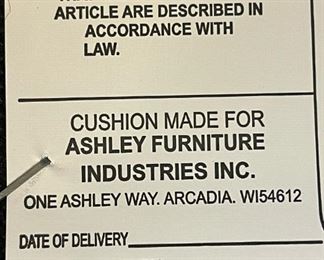 ARTICLE ARE DESCRIBED IN
ACCORDANCE WITH
LAW.
CUSHION MADE FOR
ASHLEY FURNITURE
INDUSTRIES INC.
ONE ASHLEY WAY. ARCADIA. WI54612
DATE OF DELIVERY